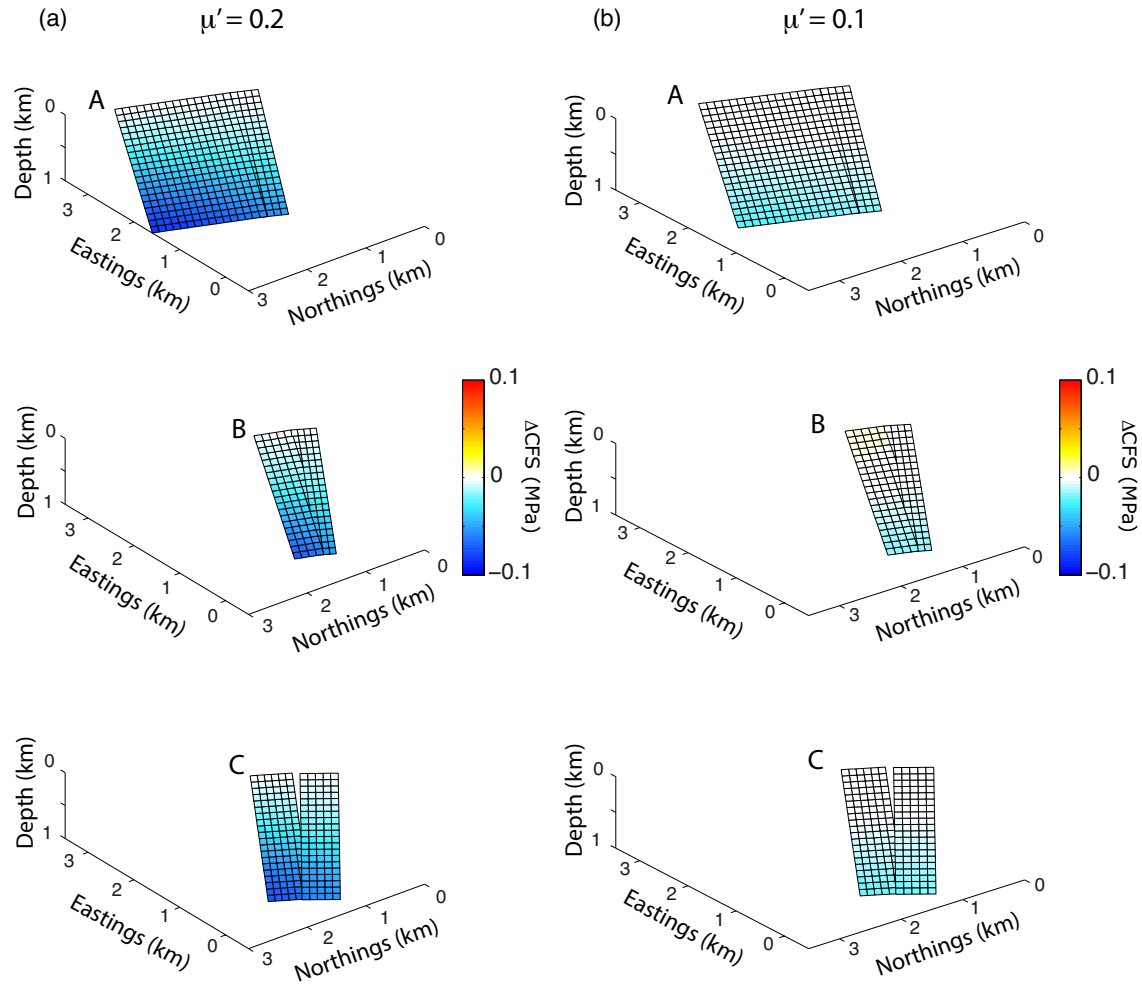 (a)
μ′ = 0.2
(b)
μ′ = 0.1
A
Depth (km)
0
1
3
2
1
0
Eastings (km)
3
2
1
0
Northings (km)
A
Depth (km)
0
1
3
2
1
0
Eastings (km)
3
2
1
0
Northings (km)
B
Depth (km)
0
1
3
2
1
0
Eastings (km)
3
2
1
0
Northings (km)
0.1
0
−0.1
ΔCFS (MPa)
B
Depth (km)
0
1
3
2
1
0
Eastings (km)
3
2
1
0
Northings (km)
0.1
0
−0.1
ΔCFS (MPa)
C
Depth (km)
0
1
3
2
1
0
Eastings (km)
3
2
1
0
Northings (km)
C
Depth (km)
0
1
3
2
1
0
Eastings (km)
3
2
1
0
Northings (km)